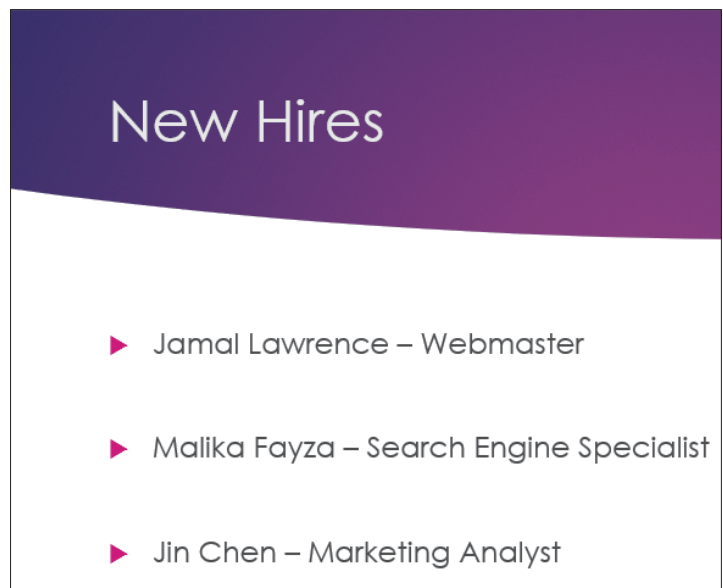 New Hires
Jamal Lawrence – Webmaster
Malika Fayza – Search Engine Specialist
Jin Chen – Marketing Analyst